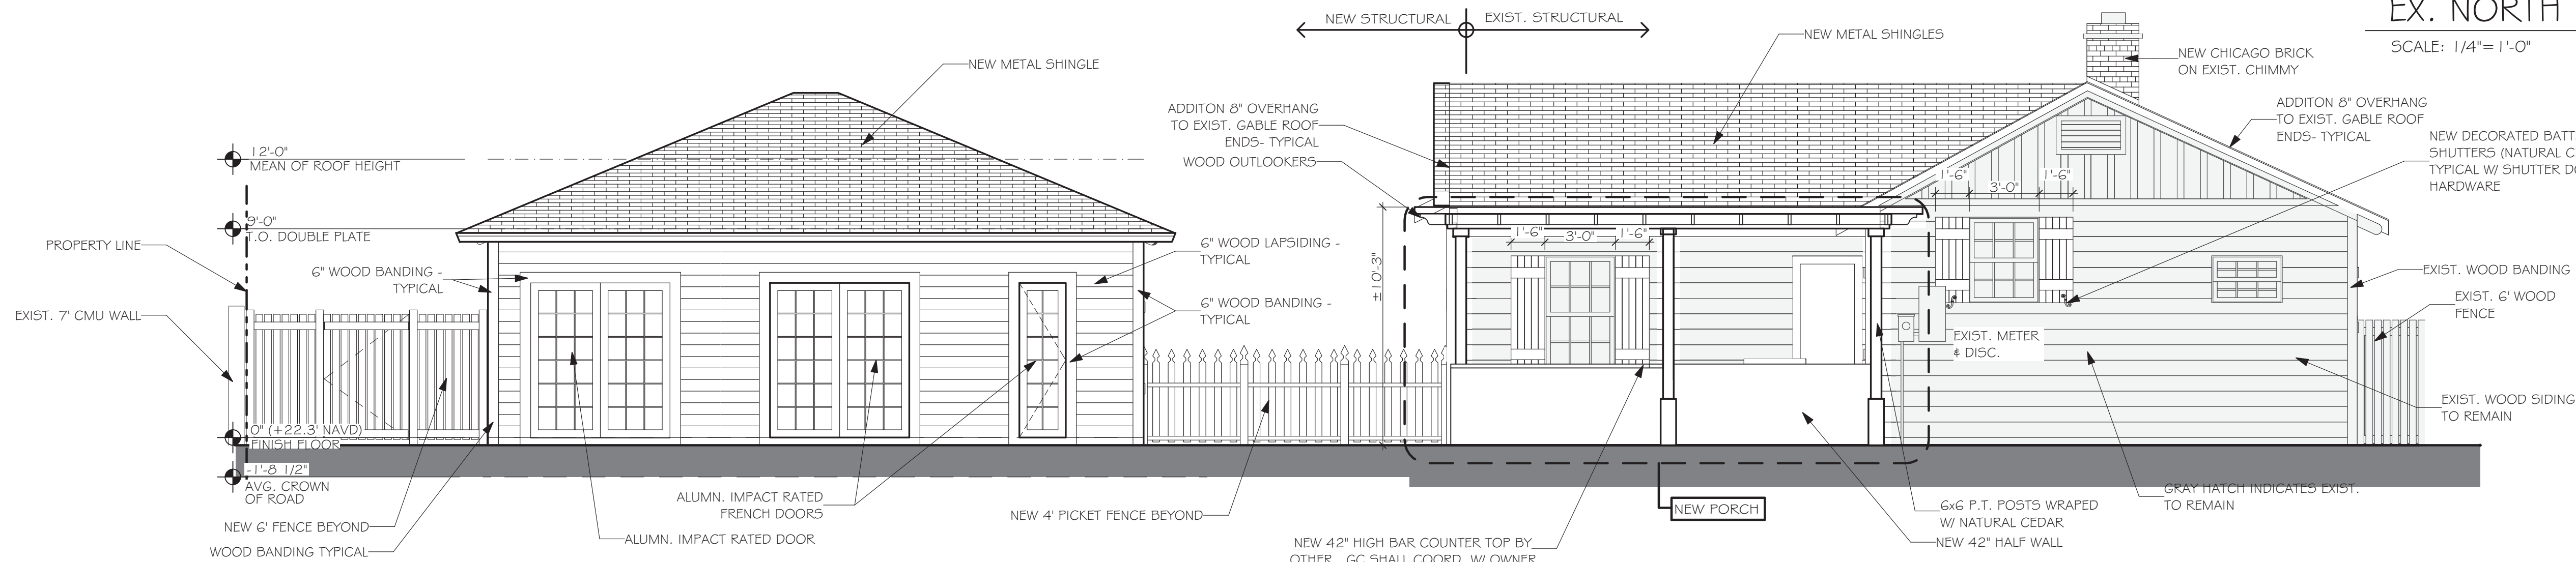 NEW STRUCTURAL
EXIST. STRUCTURAL
EX. NORTH
SCALE: 1/4"= 1'-0"
NEW METAL SHINGLE
NEW METAL SHINGLES
NEW CHICAGO BRICK
ON EXIST. CHIMMY
ADDITON 8" OVERHANG
TO EXIST. GABLE ROOF
ENDS- TYPICAL
WOOD OUTLOOKERS
ADDITON 8" OVERHANG
TO EXIST. GABLE ROOF
ENDS- TYPICAL
NEW DECORATED BATT
SHUTTERS (NATURAL C
TYPICAL W/ SHUTTER DO
HARDWARE
12'-0"
MEAN OF ROOF HEIGHT
9'-0"
T.O. DOUBLE PLATE
PROPERTY LINE
6" WOOD BANDING -
TYPICAL
EXIST. 7' CMU WALL
6" WOOD LAPSIDING -
TYPICAL
6" WOOD BANDING -
TYPICAL
±10'-3"
1'-6"
3'-0"
1'-6"
1'-6"
3'-0"
1'-6"
EXIST. WOOD BANDING
EXIST. 6' WOOD
FENCE
EXIST. METER
& DISC.
EXIST. WOOD SIDING
TO REMAIN
0" (+22.3' NAVD)
FINISH FLOOR
-1'-8 1/2"
AVG. CROWN
OF ROAD
NEW 6' FENCE BEYOND
WOOD BANDING TYPICAL
ALUMN. IMPACT RATED
FRENCH DOORS
ALUMN. IMPACT RATED DOOR
NEW 4' PICKET FENCE BEYOND
NEW PORCH
NEW 42" HIGH BAR COUNTER TOP BY
OTHER. GC SHALL COORD. W/ OWNER
6x6 P.T. POSTS WRAPED
W/ NATURAL CEDAR
NEW 42" HALF WALL
GRAY HATCH INDICATES EXIST.
TO REMAIN